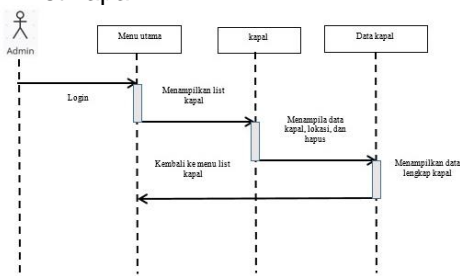 Admin
Menu utama
kapal
Data kapal
Login
Menampilkan list
kapal
Menampila data
kapal, lokasi, dan
hapus
Kembali ke menu list
kapal
Menampilkan data
lengkap kapal